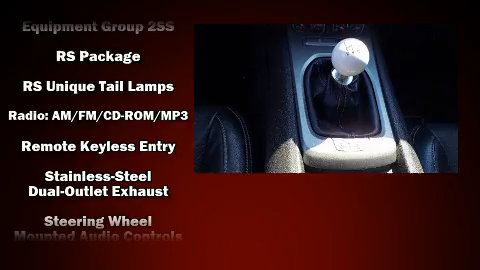 Equipment Group 2SS
RS Package
RS Unique Tail Lamps
Radio: AM/FM/CD-ROM/MP3
Remote Keyless Entry
Stainless-Steel
Dual-Outlet Exhaust
Steering Wheel
Mounted Audio Controls